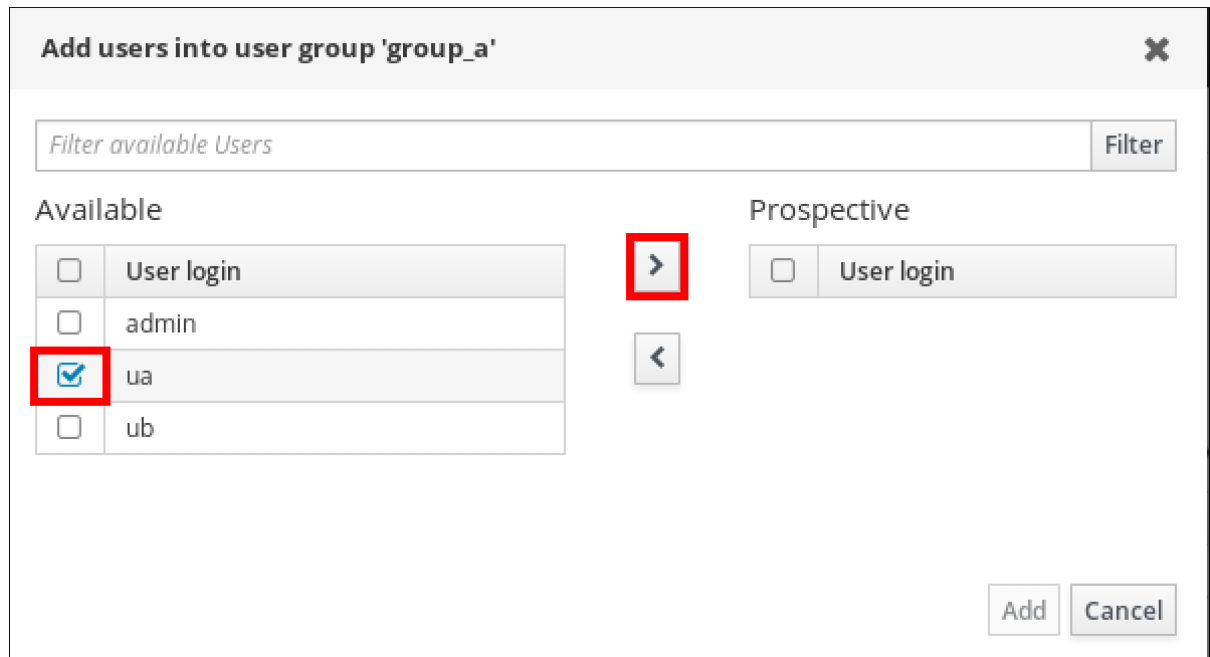 Add users into user group 'group_a'
Filter available Users
Filter
Available
Prospective
User login
User login
admin
ua
ub
Add
Cancel